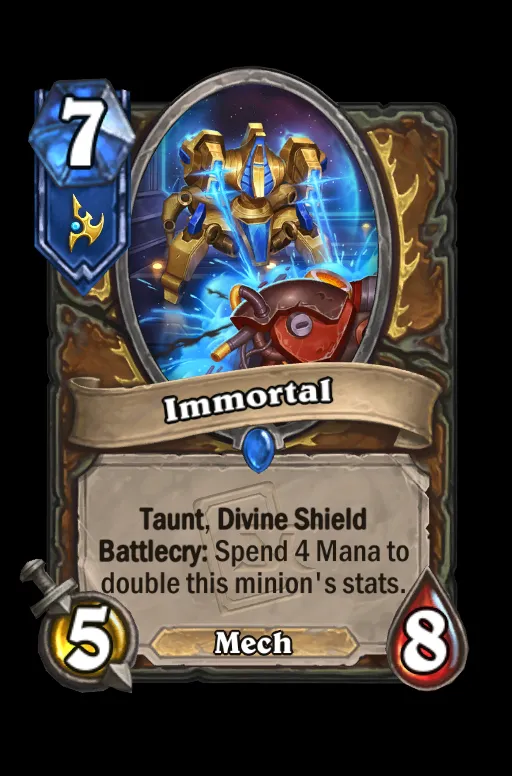 7
Immortal
Taunt, Divine Shield
Battlecry: Spend 4 Mana to
double this minion's stats.
5
Mech
8